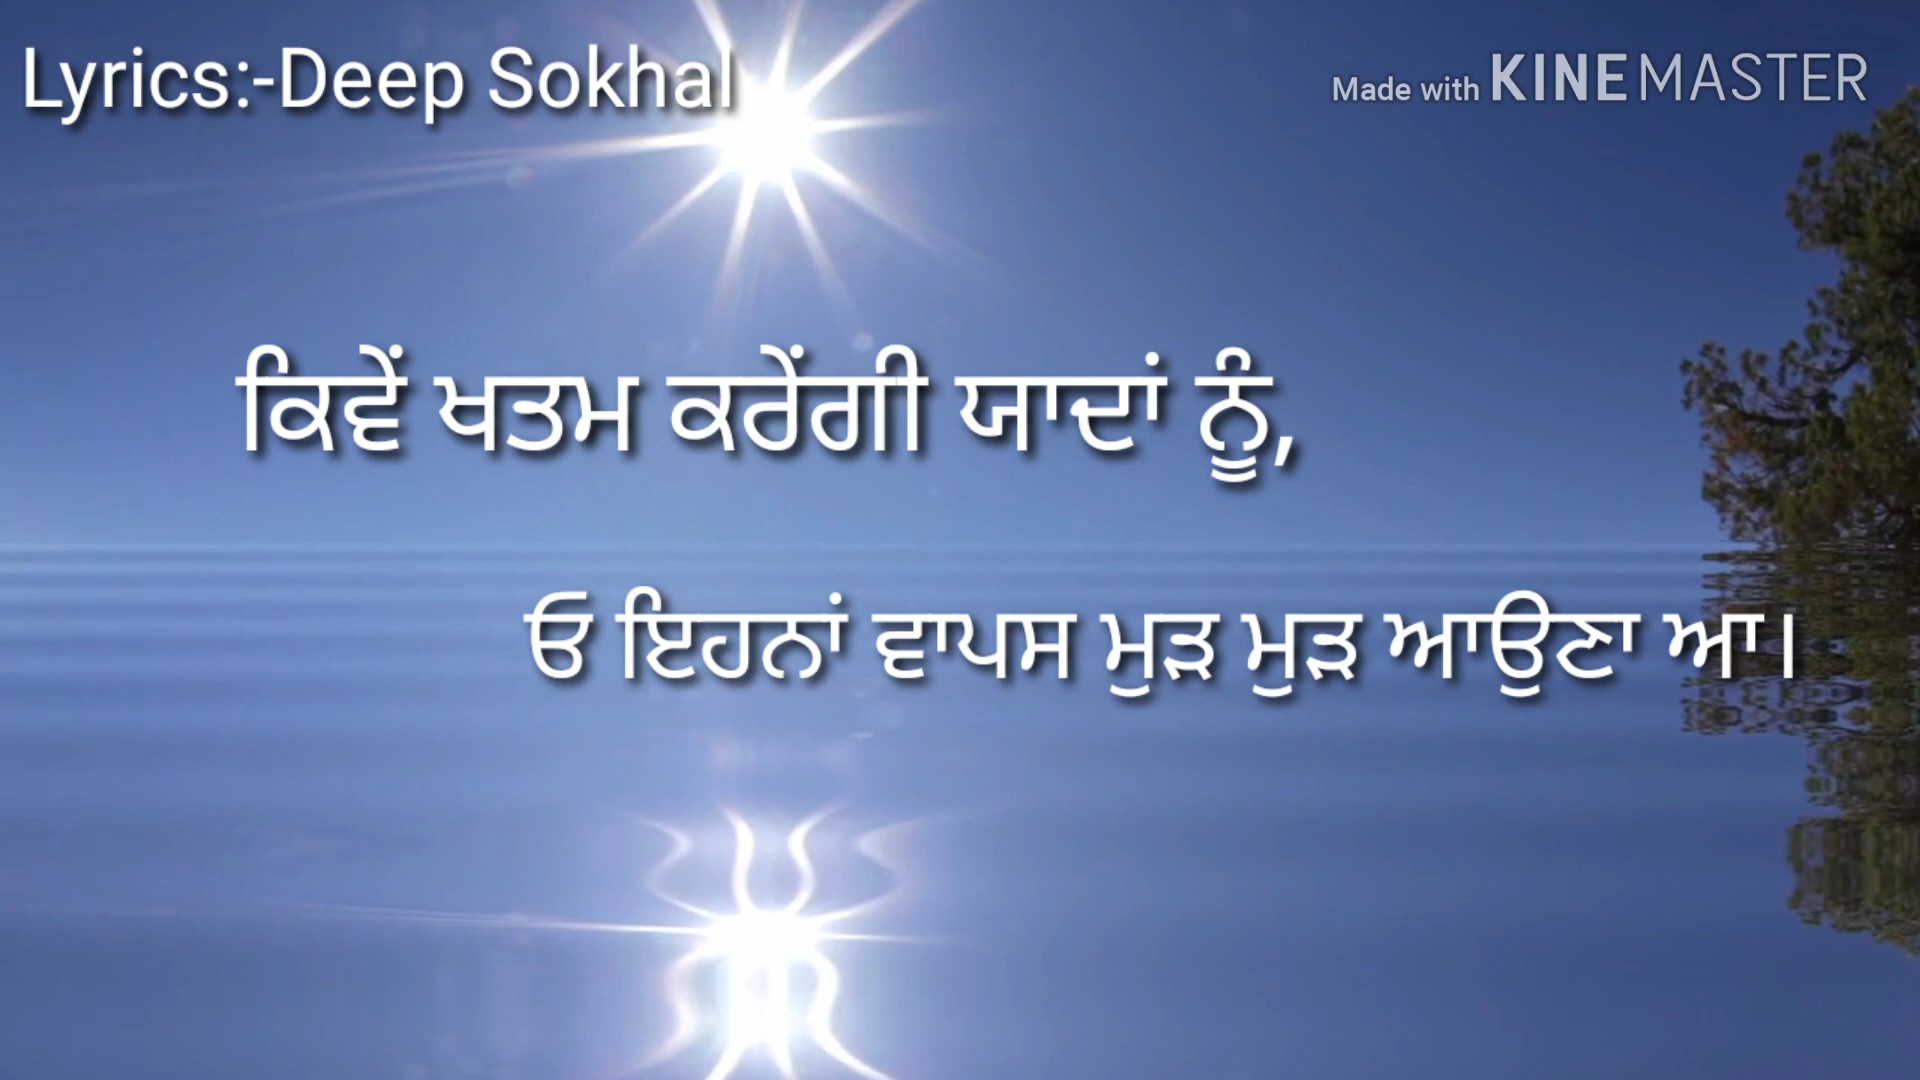 Lyrics:-Deep Sokhal
Made with KINEMASTER
ਕਿਵੇਂ ਖਤਮ ਕਰੇਂਗੀ ਯਾਦਾਂ ਨੂੰ,
ਓ ਇਹਨਾਂ ਵਾਪਸ ਮੁੜ ਮੁੜ ਆਉਣਾ ਆ।